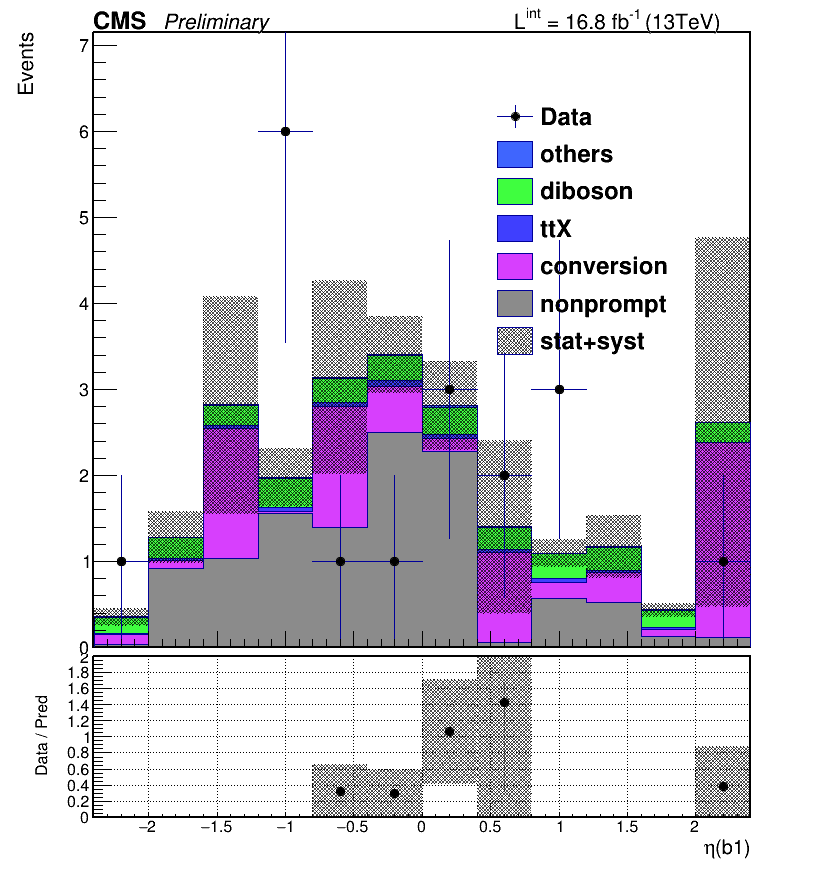 CMS Preliminary L^int = 16.8 fb^-1 (13TeV)
Events
7
6
5
4
3
2
1
0
Data
others
diboson
ttX
conversion
nonprompt
stat+syst
Data / Pred
2
1.8
1.6
1.4
1.2
1
0.8
0.6
0.4
0.2
0
−2 −1.5 −1 −0.5 0 0.5 1 1.5 2
η(b1)